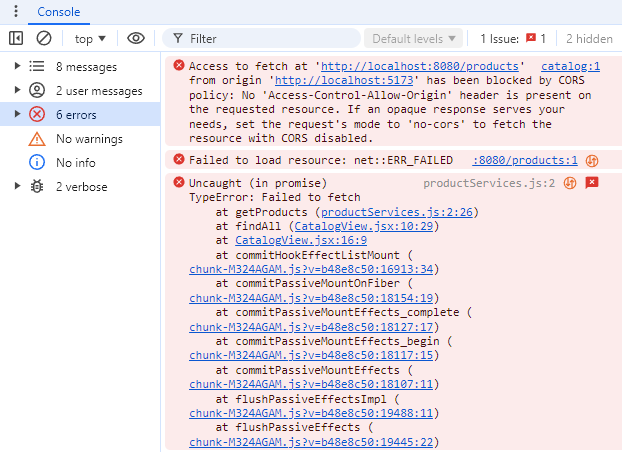 Console
top
Filter
Default levels
1 Issue:
1
2 hidden
8 messages
2 user messages
6 errors
No warnings
No info
2 verbose
Access to fetch at 'http://localhost:8080/products' catalog:1
from origin 'http://localhost:5173' has been blocked by CORS
policy: No 'Access-Control-Allow-Origin' header is present on
the requested resource. If an opaque response serves your
needs, set the request's mode to 'no-cors' to fetch the
resource with CORS disabled.
Failed to load resource: net::ERR_FAILED :8080/products:1
Uncaught (in promise) productServices.js:2
TypeError: Failed to fetch
at getProducts (productServices.js:2:26)
at findAll (CatalogView.jsx:10:29)
at CatalogView.jsx:16:9
at commitHookEffectListMount (
chunk-M324AGAM.js?v=b48e8c50:16913:34)
at commitPassiveMountOnFiber (
chunk-M324AGAM.js?v=b48e8c50:18154:19)
at commitPassiveMountEffects_complete (
chunk-M324AGAM.js?v=b48e8c50:18127:17)
at commitPassiveMountEffects_begin (
chunk-M324AGAM.js?v=b48e8c50:18117:15)
at commitPassiveMountEffects (
chunk-M324AGAM.js?v=b48e8c50:18107:11)
at flushPassiveEffectsImpl (
chunk-M324AGAM.js?v=b48e8c50:19488:11)
at flushPassiveEffects (
chunk-M324AGAM.js?v=b48e8c50:19445:22)